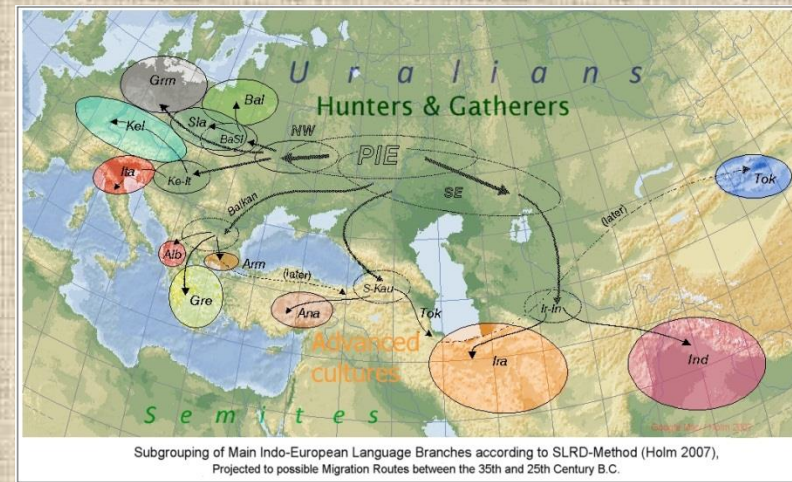 U r a l i a n s
Hunters & Gatherers
Grm
Bal
Sla
BaSl
Kel
NW
PIE
Ke-It
Ita
SE
Tok
(later)
Balkan
Alb
Arm
(later)
Gre
S-Kau
Ana
Tok
Ir-In
Advanced
cultures
Ira
Ind
S e m i t e s
Subgrouping of Main Indo-European Language Branches according to SLRD-Method (Holm 2007),
Projected to possible Migration Routes between the 35th and 25th Century B.C.